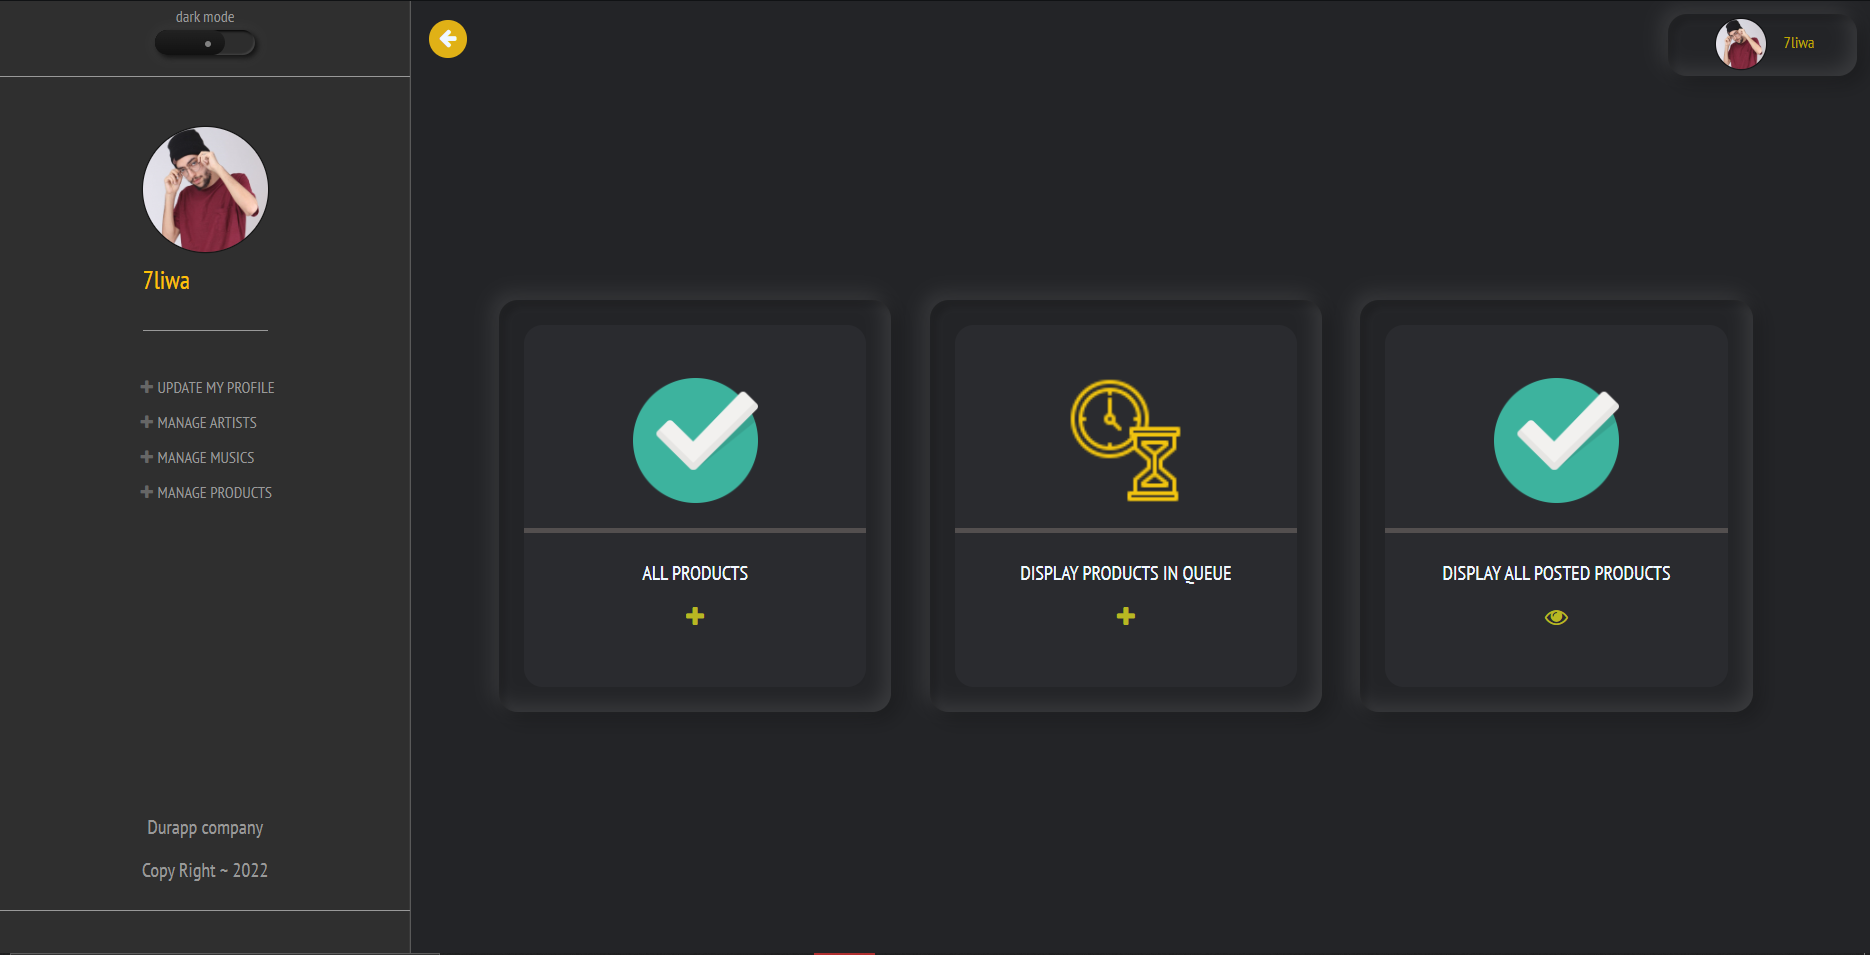 dark mode
7liwa
7liwa
UPDATE MY PROFILE
MANAGE ARTISTS
MANAGE MUSICS
MANAGE PRODUCTS
ALL PRODUCTS
DISPLAY PRODUCTS IN QUEUE
DISPLAY ALL POSTED PRODUCTS
Durapp company
Copy Right ~ 2022